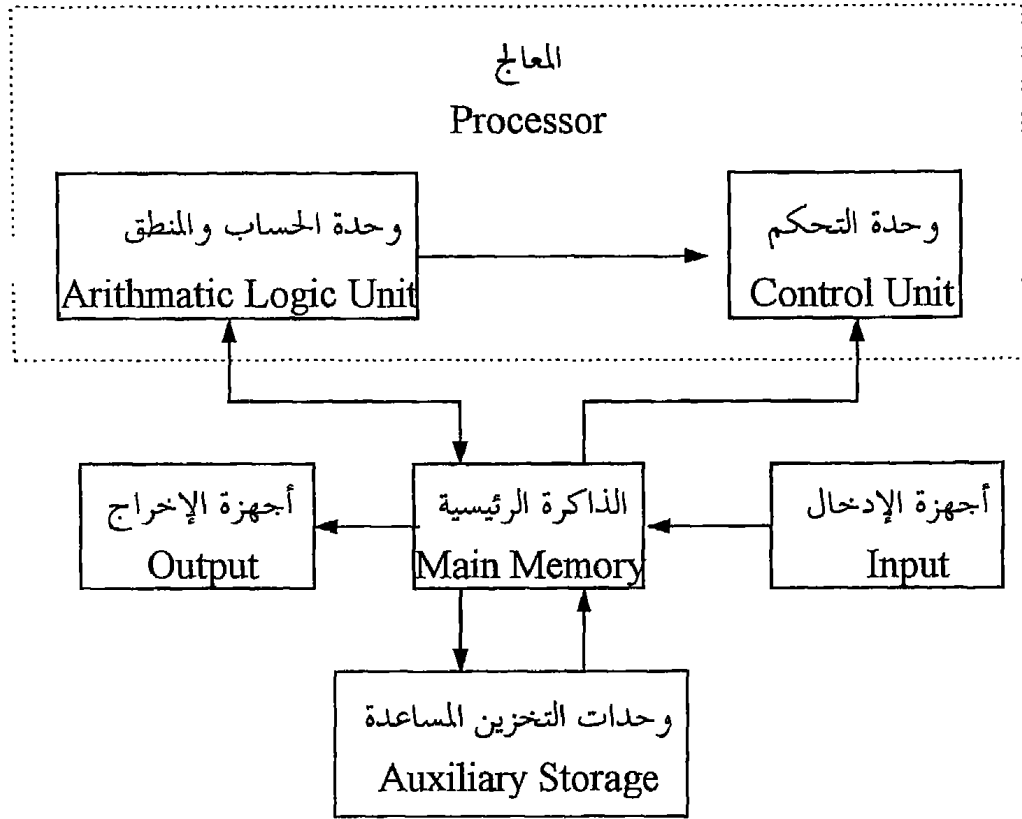 المعالج
Processor
وحدة الحساب والمنطق
Arithmatic Logic Unit
وحدة التحكم
Control Unit
أجهزة الإخراج
Output
الذاكرة الرئيسية
Main Memory
أجهزة الإدخال
Input
وحدات التخزين المساعدة
Auxiliary Storage